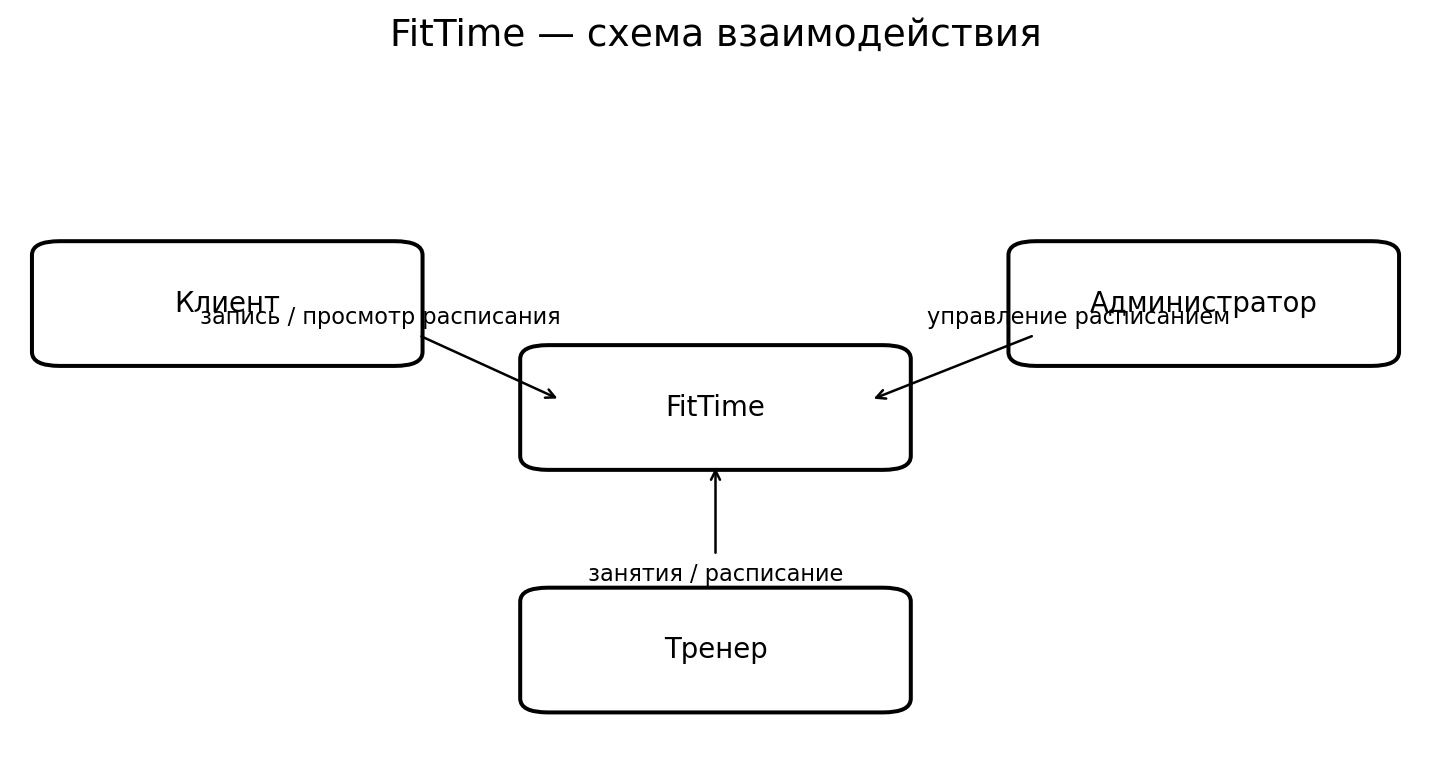 FitTime — схема взаимодействия
Клиент
запись / просмотр расписания
Администратор
управление расписанием
FitTime
занятия / расписание
Тренер